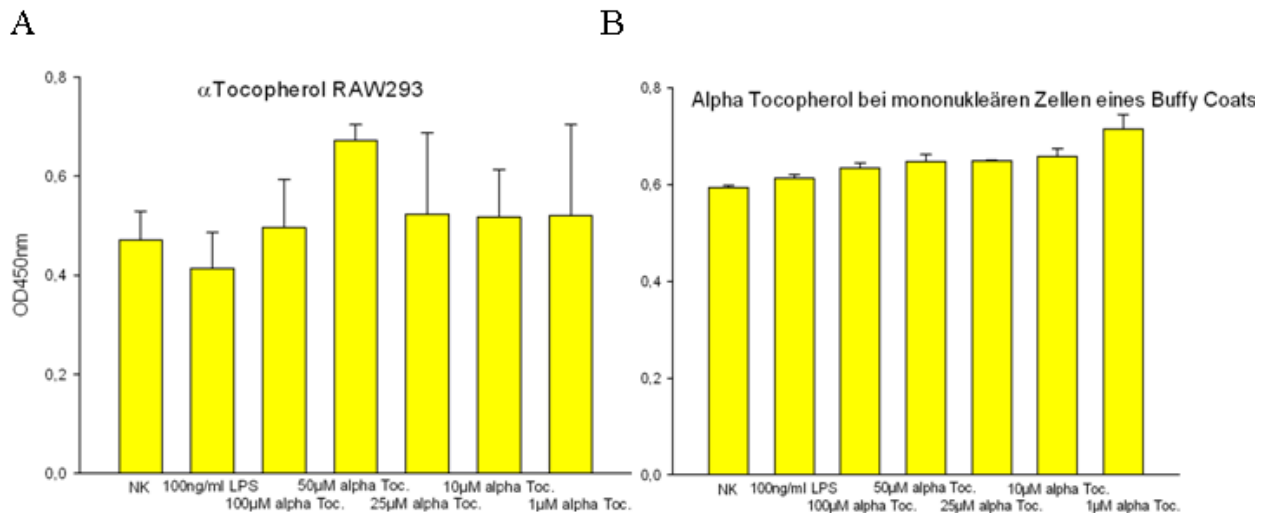 A
αTocopherol RAW293
OD450nm
0,8
0,6
0,4
0,2
0,0
NK 100ng/ml LPS 50µM alpha Toc. 10µM alpha Toc.
100µM alpha Toc. 25µM alpha Toc. 1µM alpha Toc.
B
Alpha Tocopherol bei mononukleären Zellen eines Buffy Coats
0,8
0,6
0,4
0,2
0,0
NK 100ng/ml LPS 50µM alpha Toc. 10µM alpha Toc.
100µM alpha Toc. 25µM alpha Toc. 1µM alpha Toc.